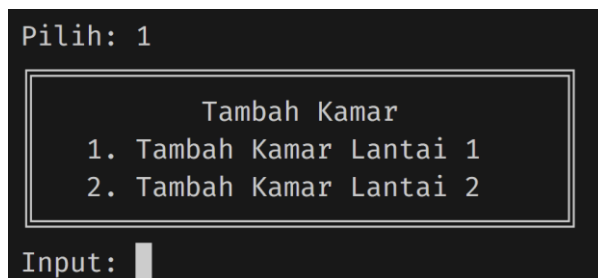 Pilih: 1
Tambah Kamar
1. Tambah Kamar Lantai 1
2. Tambah Kamar Lantai 2
Input: